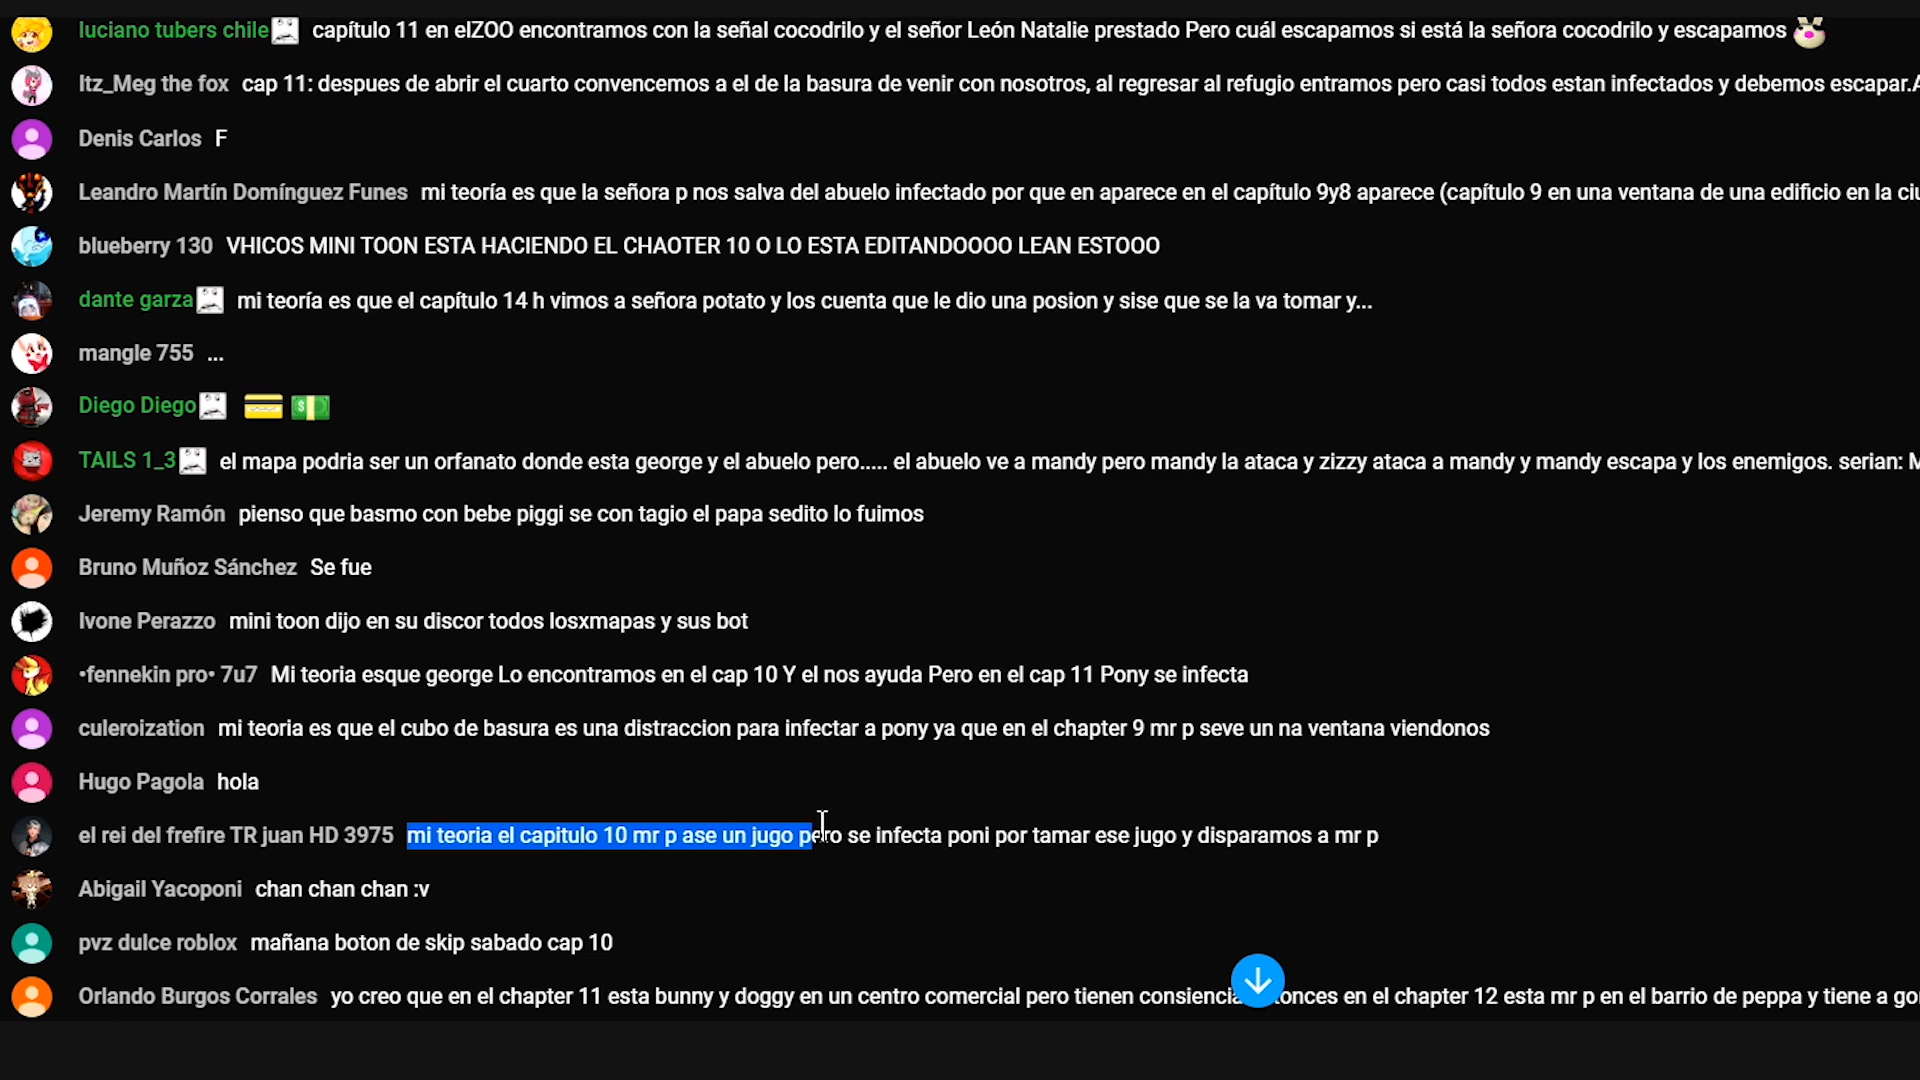 luciano tubers chile capítulo 11 en elZOO encontramos con la señal cocodrilo y el señor León Natalie prestado Pero cuál escapamos si está la señora cocodrilo y escapamos
Itz_Meg the fox cap 11: despues de abrir el cuarto convencemos a el de la basura de venir con nosotros, al regresar al refugio entramos pero casi todos estan infectados y debemos escapar.A
Denis Carlos F
Leandro Martín Domínguez Funes mi teoría es que la señora p nos salva del abuelo infectado por que en aparece en el capítulo 9y8 aparece (capítulo 9 en una ventana de una edificio en la ciu
blueberry 130 VHICOS MINI TOON ESTA HACIENDO EL CHAOTER 10 O LO ESTA EDITANDOOOO LEAN ESTOOO
dante garza mi teoría es que el capítulo 14 h vimos a señora potato y los cuenta que le dio una posion y sise que se la va tomar y...
mangle 755 ...
Diego Diego
TAILS 1_3 el mapa podria ser un orfanato donde esta george y el abuelo pero..... el abuelo ve a mandy pero mandy la ataca y zizzy ataca a mandy y mandy escapa y los enemigos. serian: M
Jeremy Ramón pienso que basmo con bebe piggi se con tagio el papa sedito lo fuimos
Bruno Muñoz Sánchez Se fue
Ivone Perazzo mini toon dijo en su discor todos losxmapas y sus bot
•fennekin pro• 7u7 Mi teoria esque george Lo encontramos en el cap 10 Y el nos ayuda Pero en el cap 11 Pony se infecta
culeroization mi teoria es que el cubo de basura es una distraccion para infectar a pony ya que en el chapter 9 mr p seve un na ventana viendonos
Hugo Pagola hola
el rei del frefire TR juan HD 3975 mi teoria el capitulo 10 mr p ase un jugo pero se infecta poni por tamar ese jugo y disparamos a mr p
Abigail Yacoponi chan chan chan :v
pvz dulce roblox mañana boton de skip sabado cap 10
Orlando Burgos Corrales yo creo que en el chapter 11 esta bunny y doggy en un centro comercial pero tienen consiencia en el chapter 12 esta mr p en el barrio de peppa y tiene a go